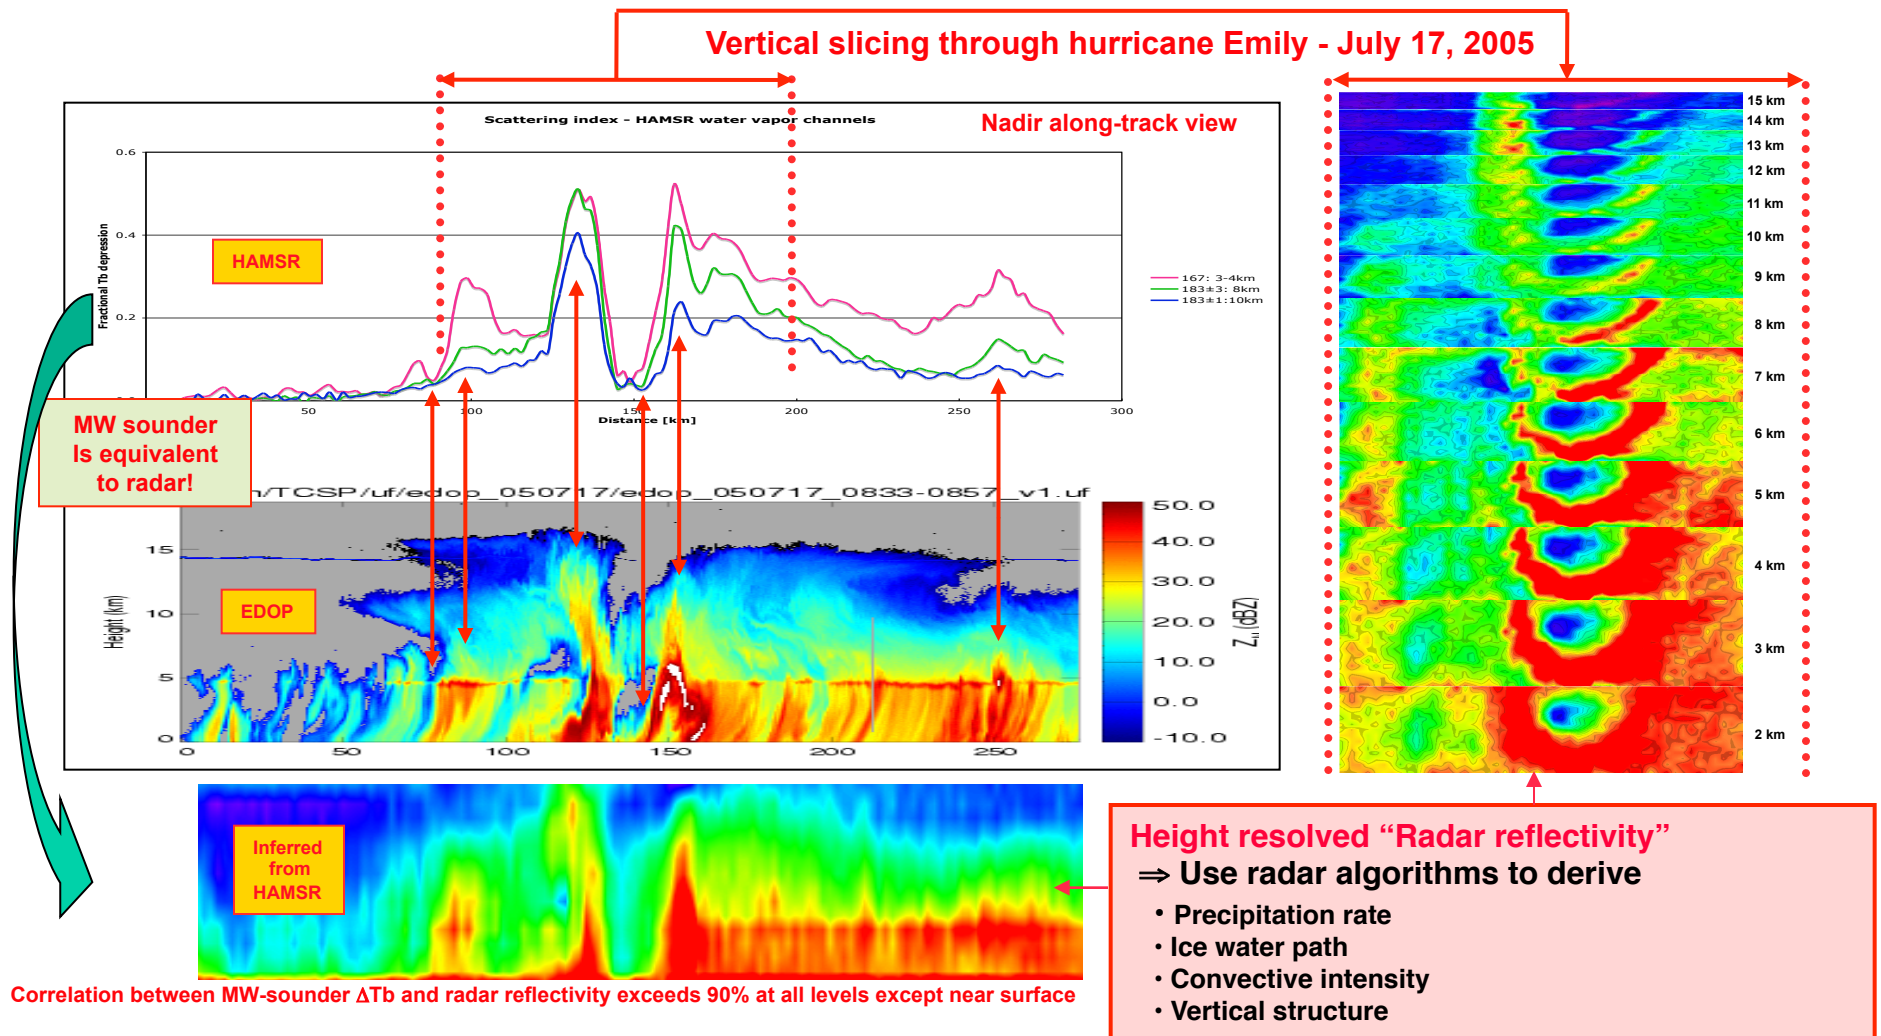 Vertical slicing through hurricane Emily - July 17, 2005
Scattering index - HAMSR water vapor channels
Nadir along-track view
0.6
0.4
0.2
Fractional Tb depression
HAMSR
167: 3-4km
183±3: 8km
183±1:10km
50
100
200
250
300
Distance [km]
MW sounder
Is equivalent
to radar!
/TCSP/uf/edop_050717/edop_050717_0833-0857_v1.uf
15
10
5
0
Height (km)
EDOP
0
50
100
150
200
250
50.0
40.0
30.0
20.0
10.0
0.0
-10.0
(dBZ)
15 km
14 km
13 km
12 km
11 km
10 km
9 km
8 km
7 km
6 km
5 km
4 km
3 km
2 km
Inferred
from
HAMSR
Correlation between MW-sounder ΔTb and radar reflectivity exceeds 90% at all levels except near surface
Height resolved “Radar reflectivity”
⇒ Use radar algorithms to derive
• Precipitation rate
• Ice water path
• Convective intensity
• Vertical structure